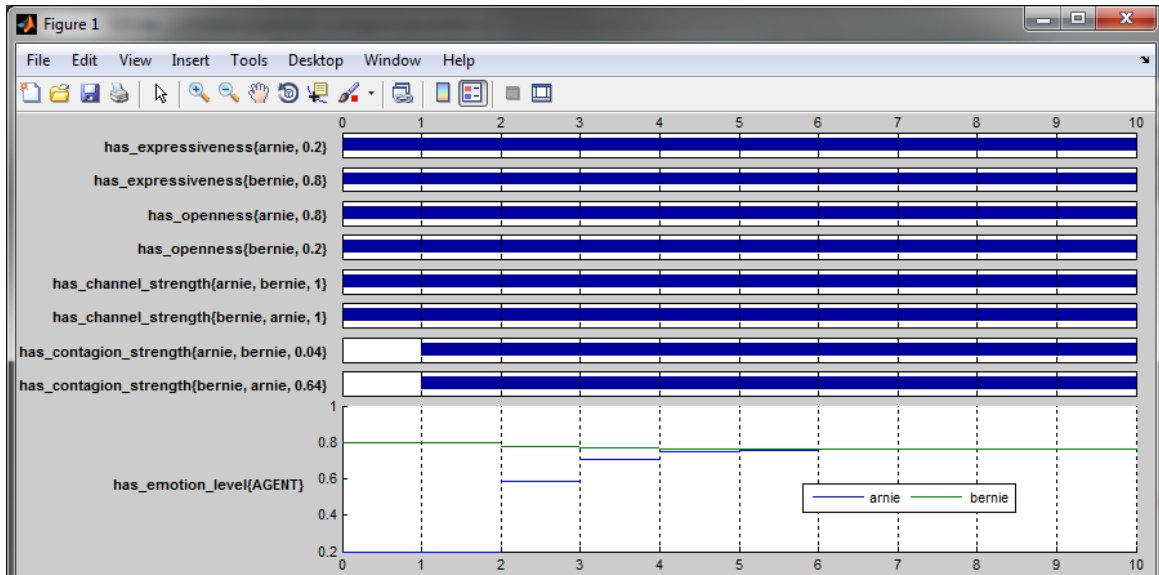 Figure 1
File Edit View Insert Tools Desktop Window Help
0 1 2 3 4 5 6 7 8 9 10
has_expressiveness{arnie, 0.2}
has_expressiveness{bernie, 0.8}
has_openness{arnie, 0.8}
has_openness{bernie, 0.2}
has_channel_strength{arnie, bernie, 1}
has_channel_strength{bernie, arnie, 1}
has_contagion_strength{arnie, bernie, 0.04}
has_contagion_strength{bernie, arnie, 0.64}
1
0.8
0.6
has_emotion_level{AGENT}
arnie bernie
0.4
0.2
0 1 2 3 4 5 6 7 8 9 10